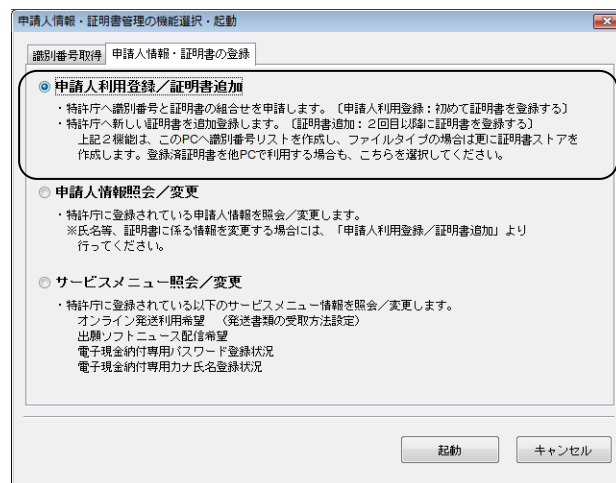 申請人情報・証明書管理の機能選択・起動
識別番号取得 申請人情報・証明書の登録
申請人利用登録／証明書追加
・特許庁へ識別番号と証明書の組合せを申請します。〔申請人利用登録：初めて証明書を登録する〕
・特許庁へ新しい証明書を追加登録します。〔証明書追加：２回目以降に証明書を登録する〕
上記２機能は、このPCへ識別番号リストを作成し、ファイルタイプの場合は更に証明書ストアを
作成します。登録済証明書を他PCで利用する場合も、こちらを選択してください。
申請人情報照会／変更
・特許庁に登録されている申請人情報を照会／変更します。
※氏名等、証明書に係る情報を変更する場合には、「申請人利用登録／証明書追加」より
行ってください。
サービスメニュー照会／変更
・特許庁に登録されている以下のサービスメニュー情報を照会／変更します。
オンライン発送利用希望　（発送書類の受取方法設定）
出願ソフトニュース配信希望
電子現金納付専用パスワード登録状況
電子現金納付専用カナ氏名登録状況
起動 キャンセル